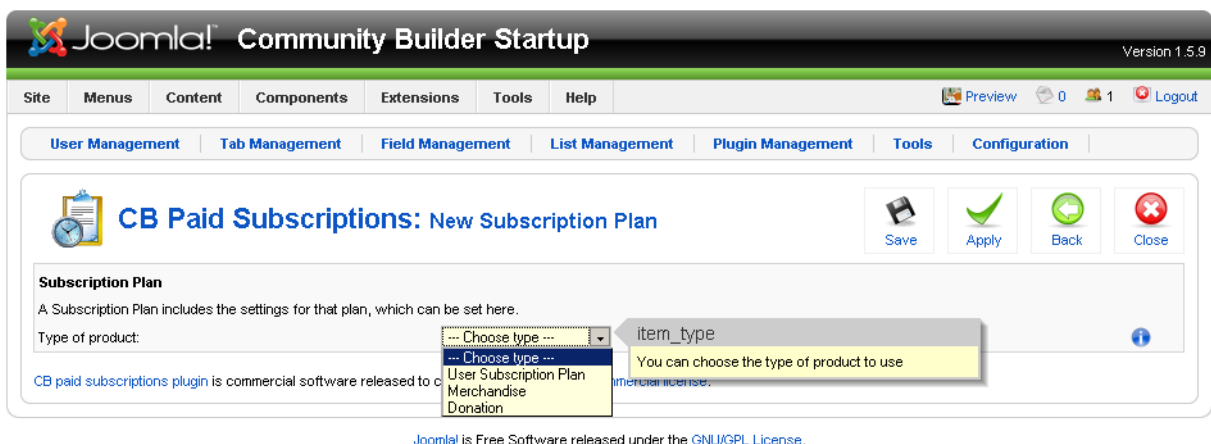 Joomla! Community Builder Startup
Version 1.5.9
Site Menus Content Components Extensions Tools Help Preview 0 1 Logout
User Management Tab Management Field Management List Management Plugin Management Tools Configuration
CB Paid Subscriptions: New Subscription Plan
Save Apply Back Close
Subscription Plan
A Subscription Plan includes the settings for that plan, which can be set here.
Type of product: --- Choose type --- item_type
--- Choose type --- You can choose the type of product to use
User Subscription Plan
CB paid subscriptions plugin is commercial software released to
Merchandise
Donation
Joomla! is Free Software released under the GNU/GPL License.